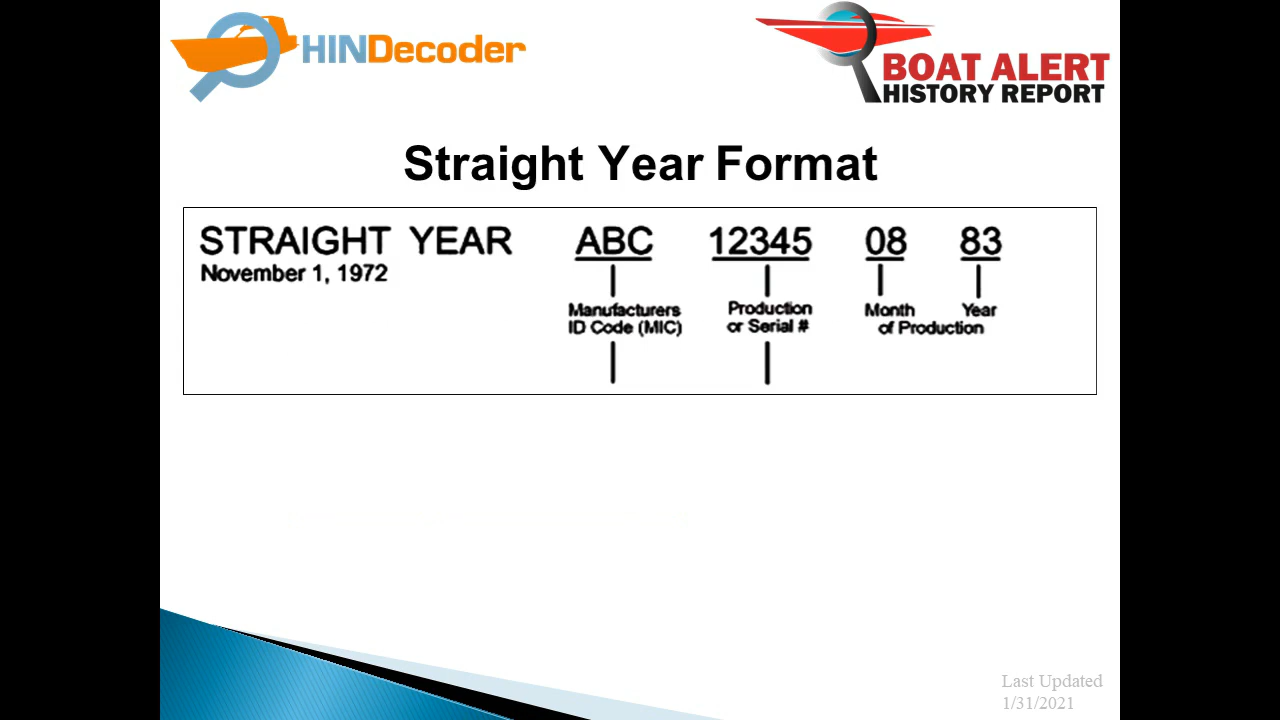 HINDecoder
BOAT ALERT
HISTORY REPORT
Straight Year Format
STRAIGHT YEAR ABC 12345 08 83
November 1, 1972
Manufacturers Production Month Year
ID Code (MIC) or Serial # of Production
Last Updated
1/31/2021